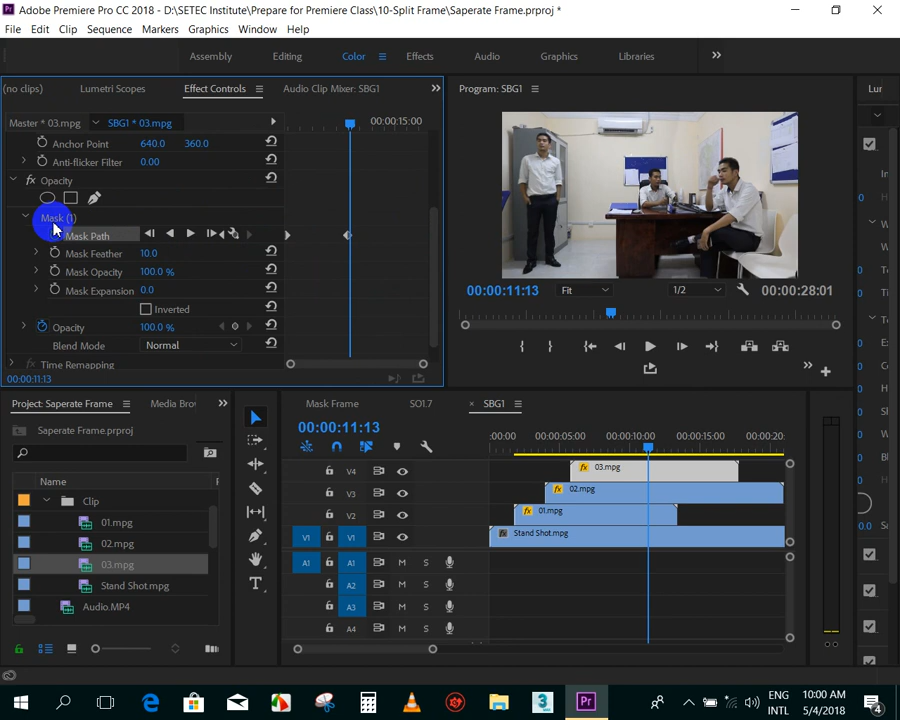 Adobe Premiere Pro CC 2018 - D:\SETEC Institute\Prepare for Premiere Class\10-Split Frame\Saperate Frame.prproj *
File Edit Clip Sequence Markers Graphics Window Help
Assembly Editing Color Effects Audio Graphics Libraries
(no clips) Lumetri Scopes Effect Controls Audio Clip Mixer: SBG1
Program: SBG1
Lur
Master * 03.mpg SBG1 * 03.mpg 00:00:15:00
Anchor Point 640.0 360.0
Anti-flicker Filter 0.00
fx Opacity
Mask (1)
Mask Path
Mask Feather 10.0
Mask Opacity 100.0 %
Mask Expansion 0.0
Inverted
Opacity 100.0 %
Blend Mode Normal
fx Time Remapping
00:00:11:13
00:00:11:13 Fit 1/2 00:00:28:01
Project: Saperate Frame Media Bro
Saperate Frame.prproj
Name
Clip
01.mpg
02.mpg
03.mpg
Stand Shot.mpg
Audio.MP4
Mask Frame SO1.7 × SBG1
00:00:11:13
:00:00 00:00:05:00 00:00:10:00 00:00:15:00 00:00:20:
V4 fx 03.mpg
V3 fx 02.mpg
V2 fx 01.mpg
V1 V1 fx Stand Shot.mpg
A1 A1 M S
A2 M S
A3 M S
A4 M S
ENG
INTL
10:00 AM
5/4/2018
4